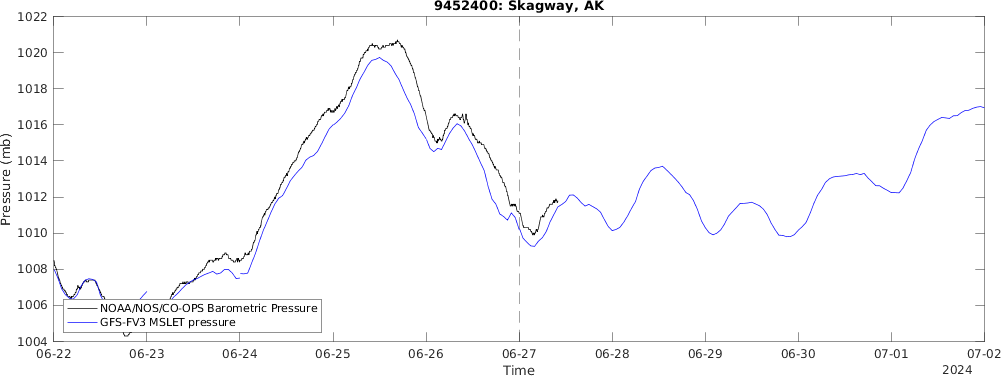 9452400: Skagway, AK
1022
1020
1018
1016
1014
1012
1010
1008
1006
1004
Pressure (mb)
NOAA/NOS/CO-OPS Barometric Pressure
GFS-FV3 MSLET pressure
06-22 06-23 06-24 06-25 06-26 06-27 06-28 06-29 06-30 07-01 07-02
Time
2024